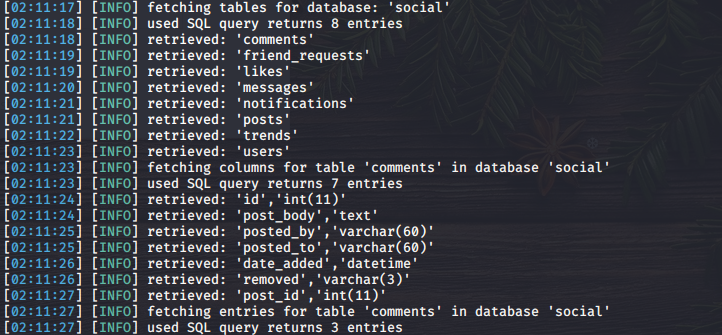 [02:11:17] [INFO] fetching tables for database: 'social'
[02:11:18] [INFO] used SQL query returns 8 entries
[02:11:18] [INFO] retrieved: 'comments'
[02:11:19] [INFO] retrieved: 'friend_requests'
[02:11:19] [INFO] retrieved: 'likes'
[02:11:20] [INFO] retrieved: 'messages'
[02:11:21] [INFO] retrieved: 'notifications'
[02:11:21] [INFO] retrieved: 'posts'
[02:11:22] [INFO] retrieved: 'trends'
[02:11:23] [INFO] retrieved: 'users'
[02:11:23] [INFO] fetching columns for table 'comments' in database 'social'
[02:11:23] [INFO] used SQL query returns 7 entries
[02:11:24] [INFO] retrieved: 'id','int(11)'
[02:11:24] [INFO] retrieved: 'post_body','text'
[02:11:25] [INFO] retrieved: 'posted_by','varchar(60)'
[02:11:25] [INFO] retrieved: 'posted_to','varchar(60)'
[02:11:26] [INFO] retrieved: 'date_added','datetime'
[02:11:26] [INFO] retrieved: 'removed','varchar(3)'
[02:11:27] [INFO] retrieved: 'post_id','int(11)'
[02:11:27] [INFO] fetching entries for table 'comments' in database 'social'
[02:11:27] [INFO] used SQL query returns 3 entries